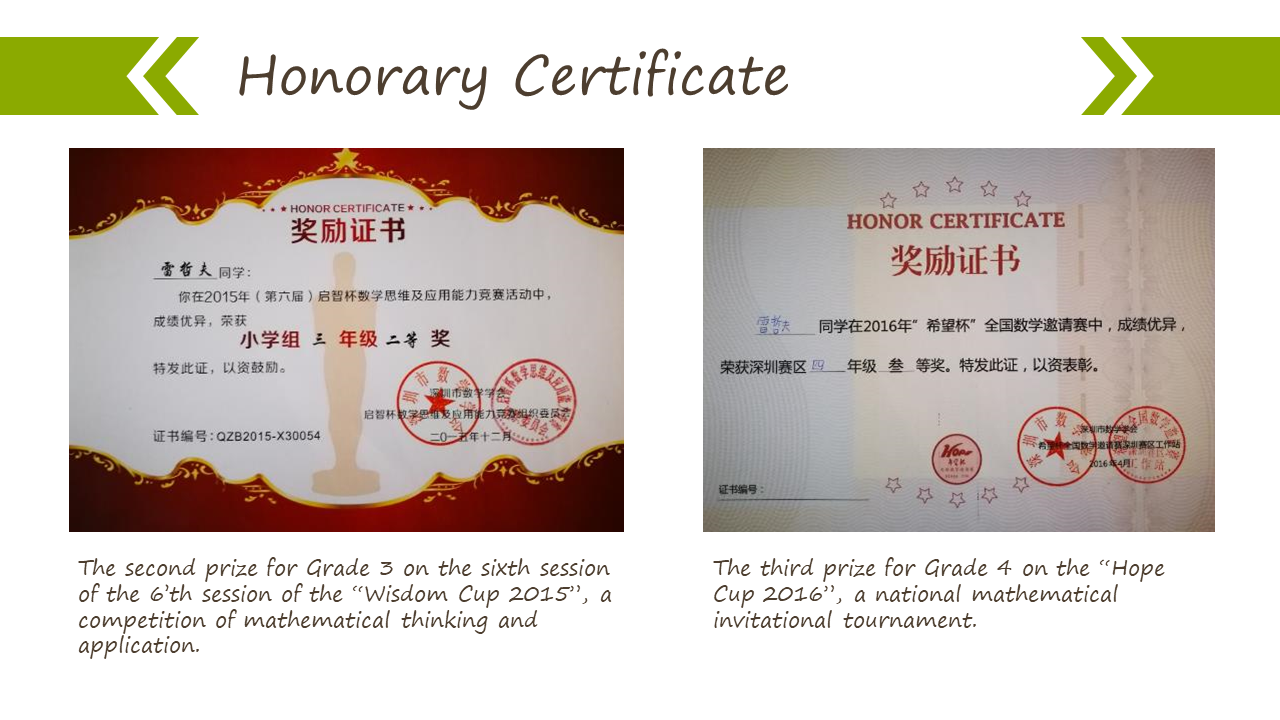 Honorary Certificate
HONOR CERTIFICATE
奖励证书
雷哲夫 同学：
你在2015年（第六届）启智杯数学思维及应用能力竞赛活动中，
成绩优异，荣获
小学组 三 年级 二等 奖
特发此证，以资鼓励。
深圳市数学学会
启智杯数学思维及应用能力竞赛组织委员会
证书编号：QZB2015-X30054
二〇一五年十二月
The second prize for Grade 3 on the sixth session
of the 6’th session of the “Wisdom Cup 2015”, a
competition of mathematical thinking and
application.
HONOR CERTIFICATE
奖励证书
雷哲夫 同学在2016年”希望杯”全国数学邀请赛中，成绩优异，
荣获深圳赛区 四 年级 叁 等奖。特发此证，以资表彰。
深圳市数学学会
希望杯全国数学邀请赛深圳赛区工作站
2016年4月
证书编号：
The third prize for Grade 4 on the “Hope
Cup 2016”, a national mathematical
invitational tournament.